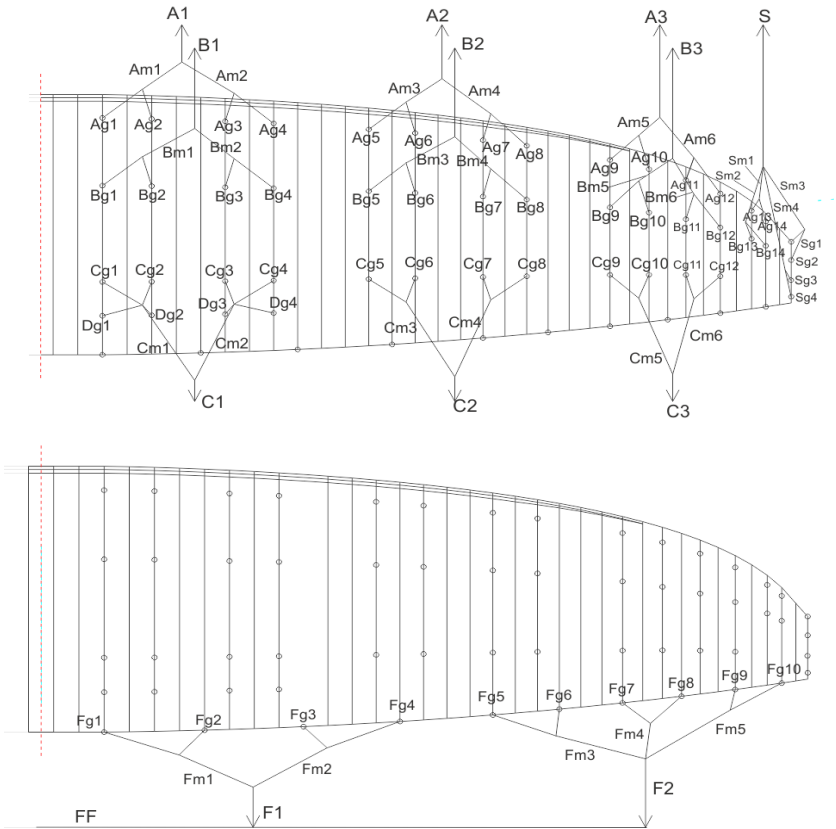 A1 A2 A3 S
B1 B2 B3
Am1 Am2 Am3 Am4
Ag1 Ag2 Ag3 Ag4 Ag5 Ag6 Ag7 Ag8 Am5 Am6
Bm1 Bm2 Bm3 Bm4 Ag9 Ag10 Sm1 Sm2 Sm3
Bg1 Bg2 Bg3 Bg4 Bg5 Bg6 Bg7 Bg8 Bm5 Bm6 Ag11 Ag12 Sm4
Bg9 Bg10 Bg11 Bg12 Ag13 Ag14
Bg13 Bg14 Sg1
Sg2
Cg1 Cg2 Cg3 Cg4 Cg5 Cg6 Cg7 Cg8 Cg9 Cg10 Cg11 Cg12 Sg3
Sg4
Dg1 Dg2 Dg3 Dg4
Cm1 Cm2 Cm3 Cm4 Cm5 Cm6
C1 C2 C3
Fg1 Fg2 Fg3 Fg4 Fg5 Fg6 Fg7 Fg8 Fg9 Fg10
Fm1 Fm2 Fm3 Fm4 Fm5
F1 F2
FF